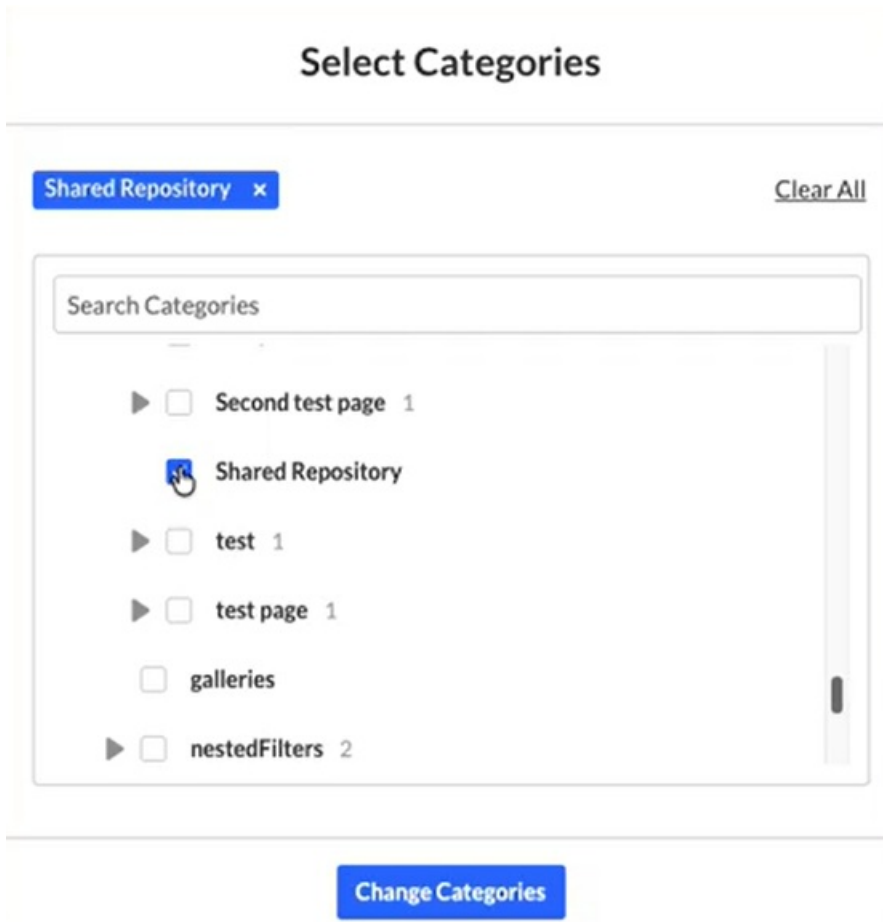 Select Categories
Shared Repository ×
Clear All
Search Categories
Second test page 1
Shared Repository
test 1
test page 1
galleries
nestedFilters 2
Change Categories